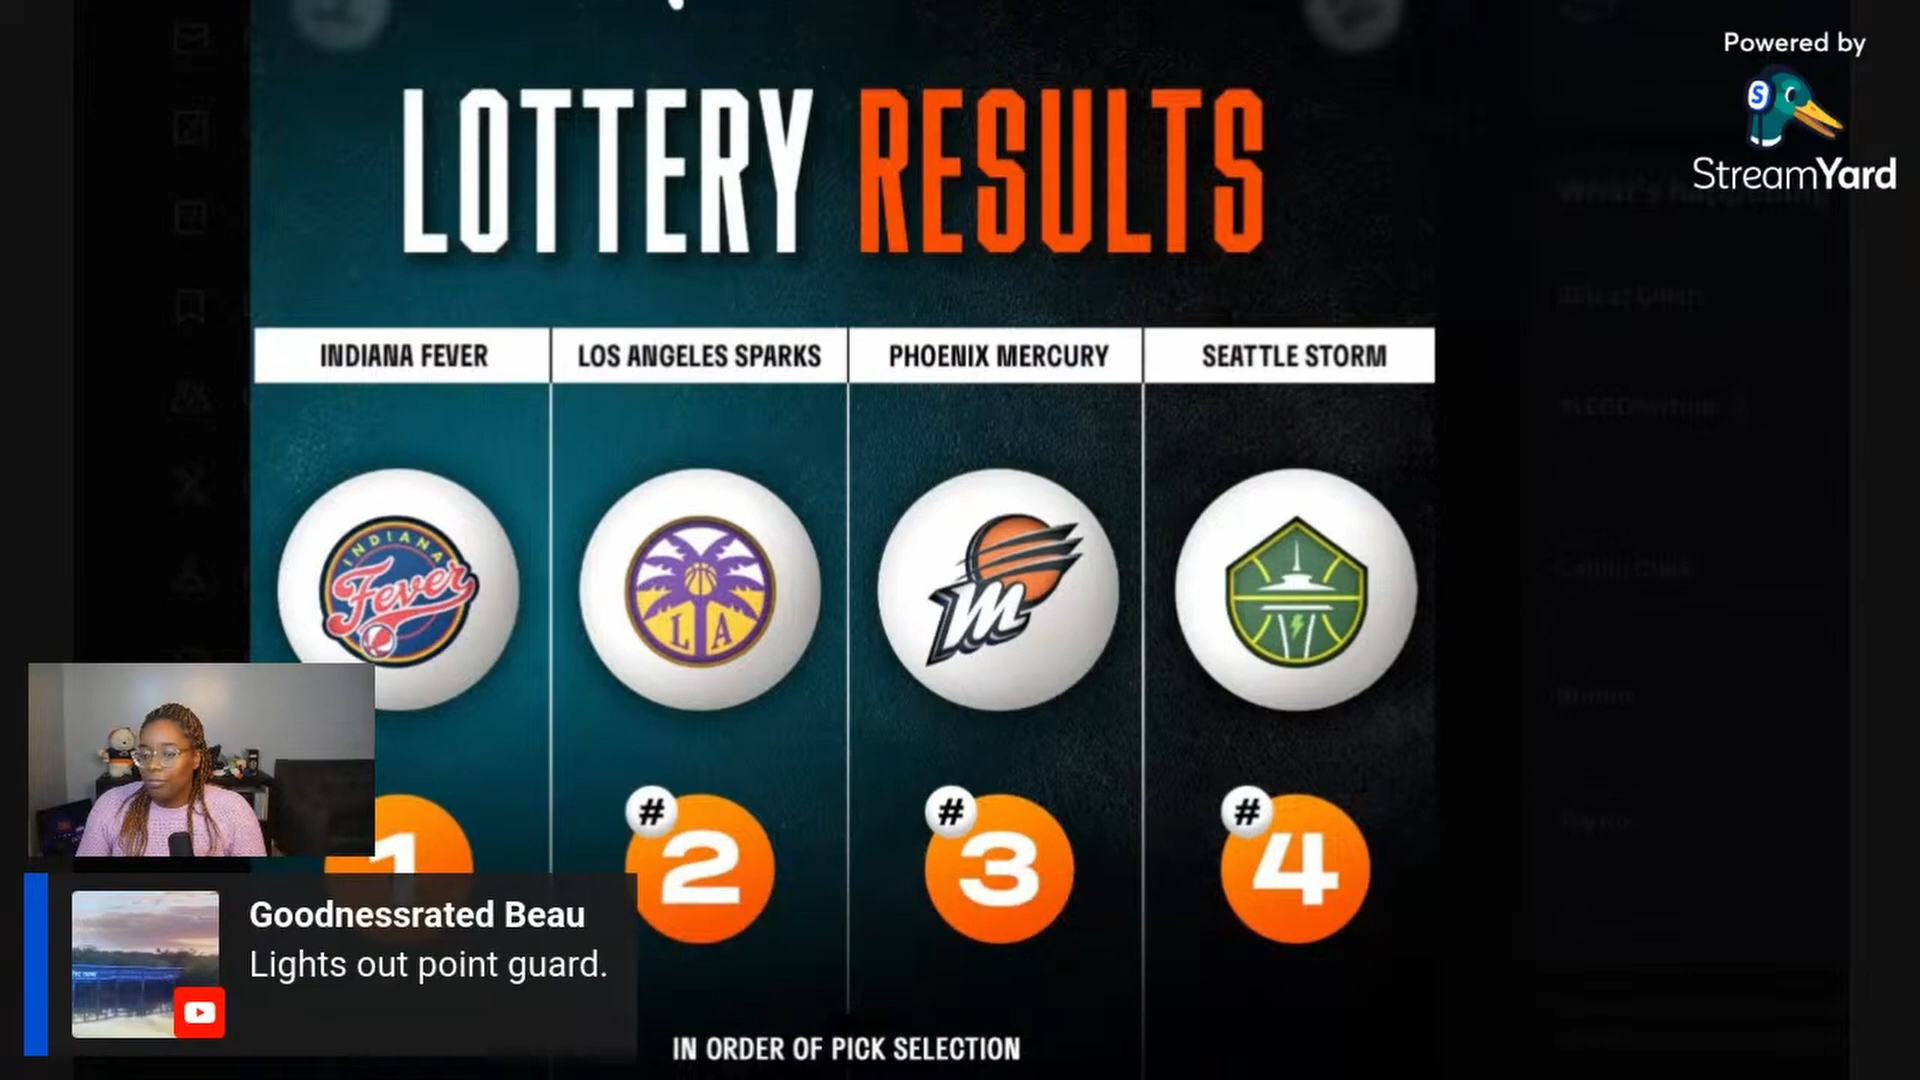 Powered by
StreamYard
LOTTERY RESULTS
INDIANA FEVER
LOS ANGELES SPARKS
PHOENIX MERCURY
SEATTLE STORM
INDIANA
Fever
LA
M
1
#2
#3
#4
Goodnessrated Beau
Lights out point guard.
IN ORDER OF PICK SELECTION